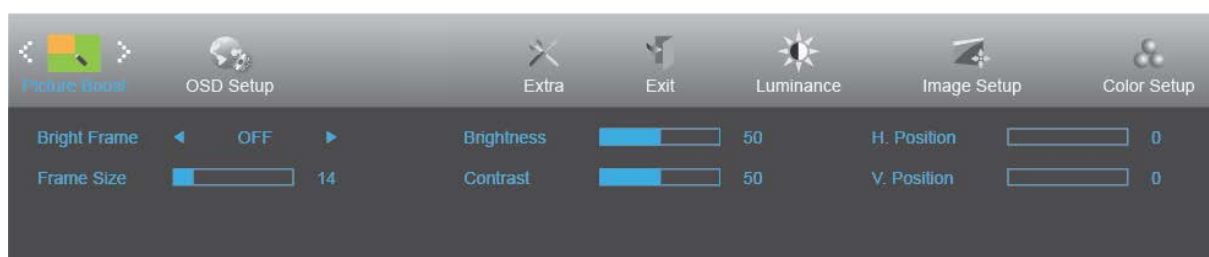 Picture Boost OSD Setup Extra Exit Luminance Image Setup Color Setup
Bright Frame OFF Brightness 50 H. Position 0
Frame Size 14 Contrast 50 V. Position 0